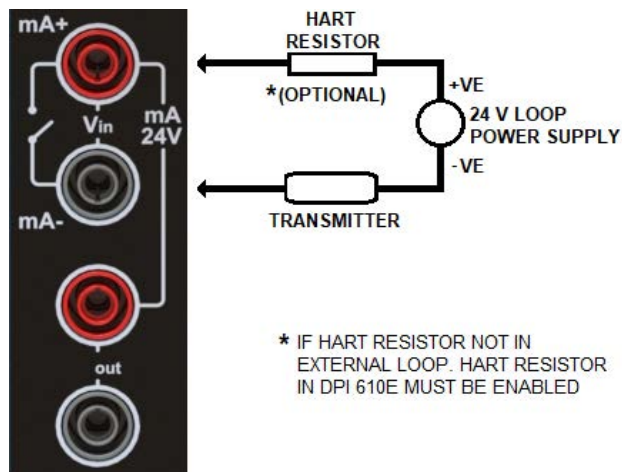 mA+
Vin
mA
24V
mA-
out
HART
RESISTOR
*(OPTIONAL)
+VE
24 V LOOP
POWER SUPPLY
-VE
TRANSMITTER
* IF HART RESISTOR NOT IN
EXTERNAL LOOP. HART RESISTOR
IN DPI 610E MUST BE ENABLED